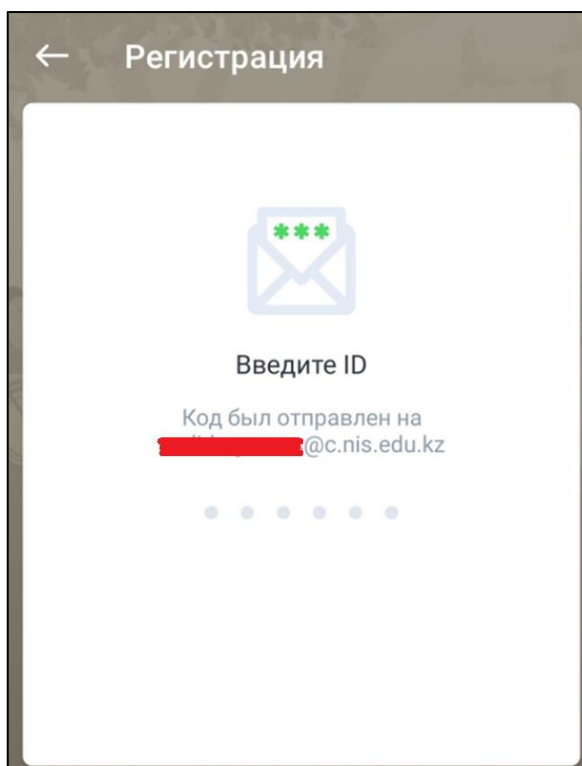 Регистрация
***
Введите ID
Код был отправлен на
@c.nis.edu.kz